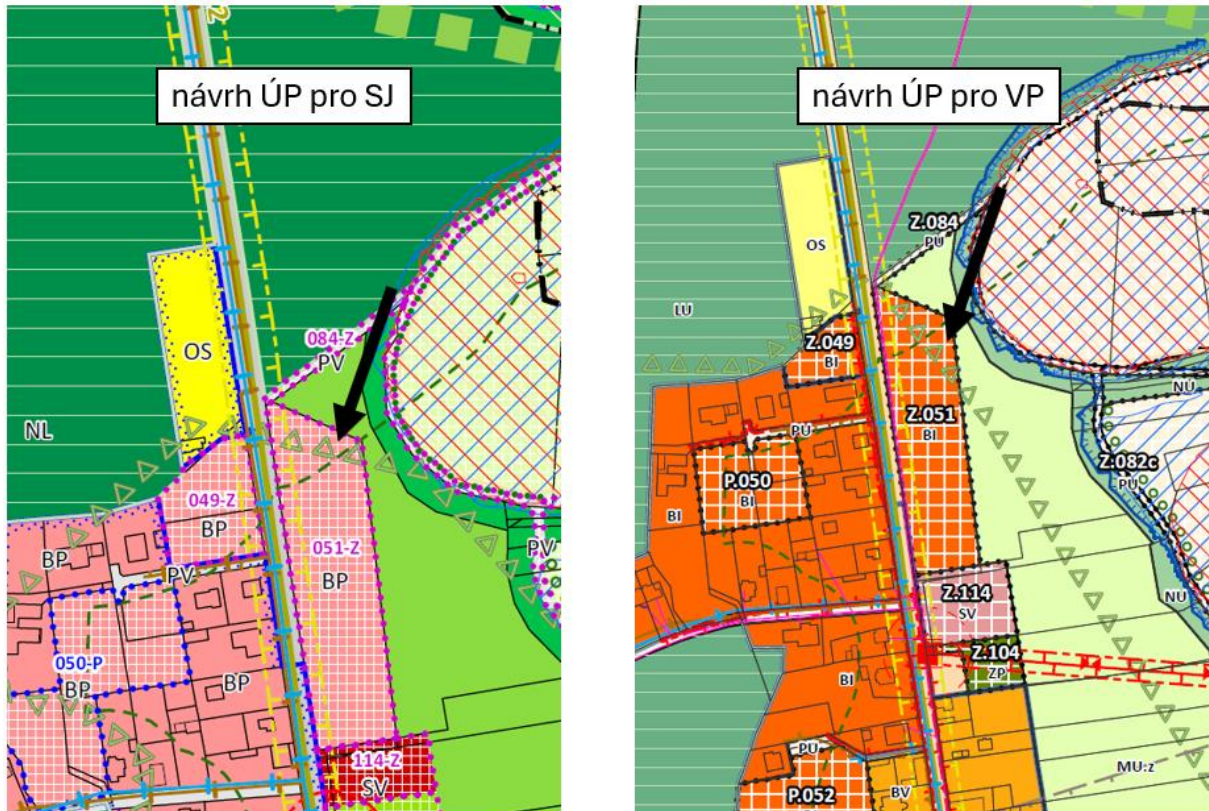 2
návrh ÚP pro SJ
OS
084-Z
PV
NL
049-Z
BP
BP
051-Z
BP
PV
PV
050-P
BP
BP
114-Z
SV
návrh ÚP pro VP
Z.084
PU
OS
LU
Z.049
BI
Z.051
BI
NU
PU
P.050
BI
BI
BI
Z.082c
PU
Z.114
SV
NU
Z.104
ZP
BI
PU
P.052
BV
MU.z